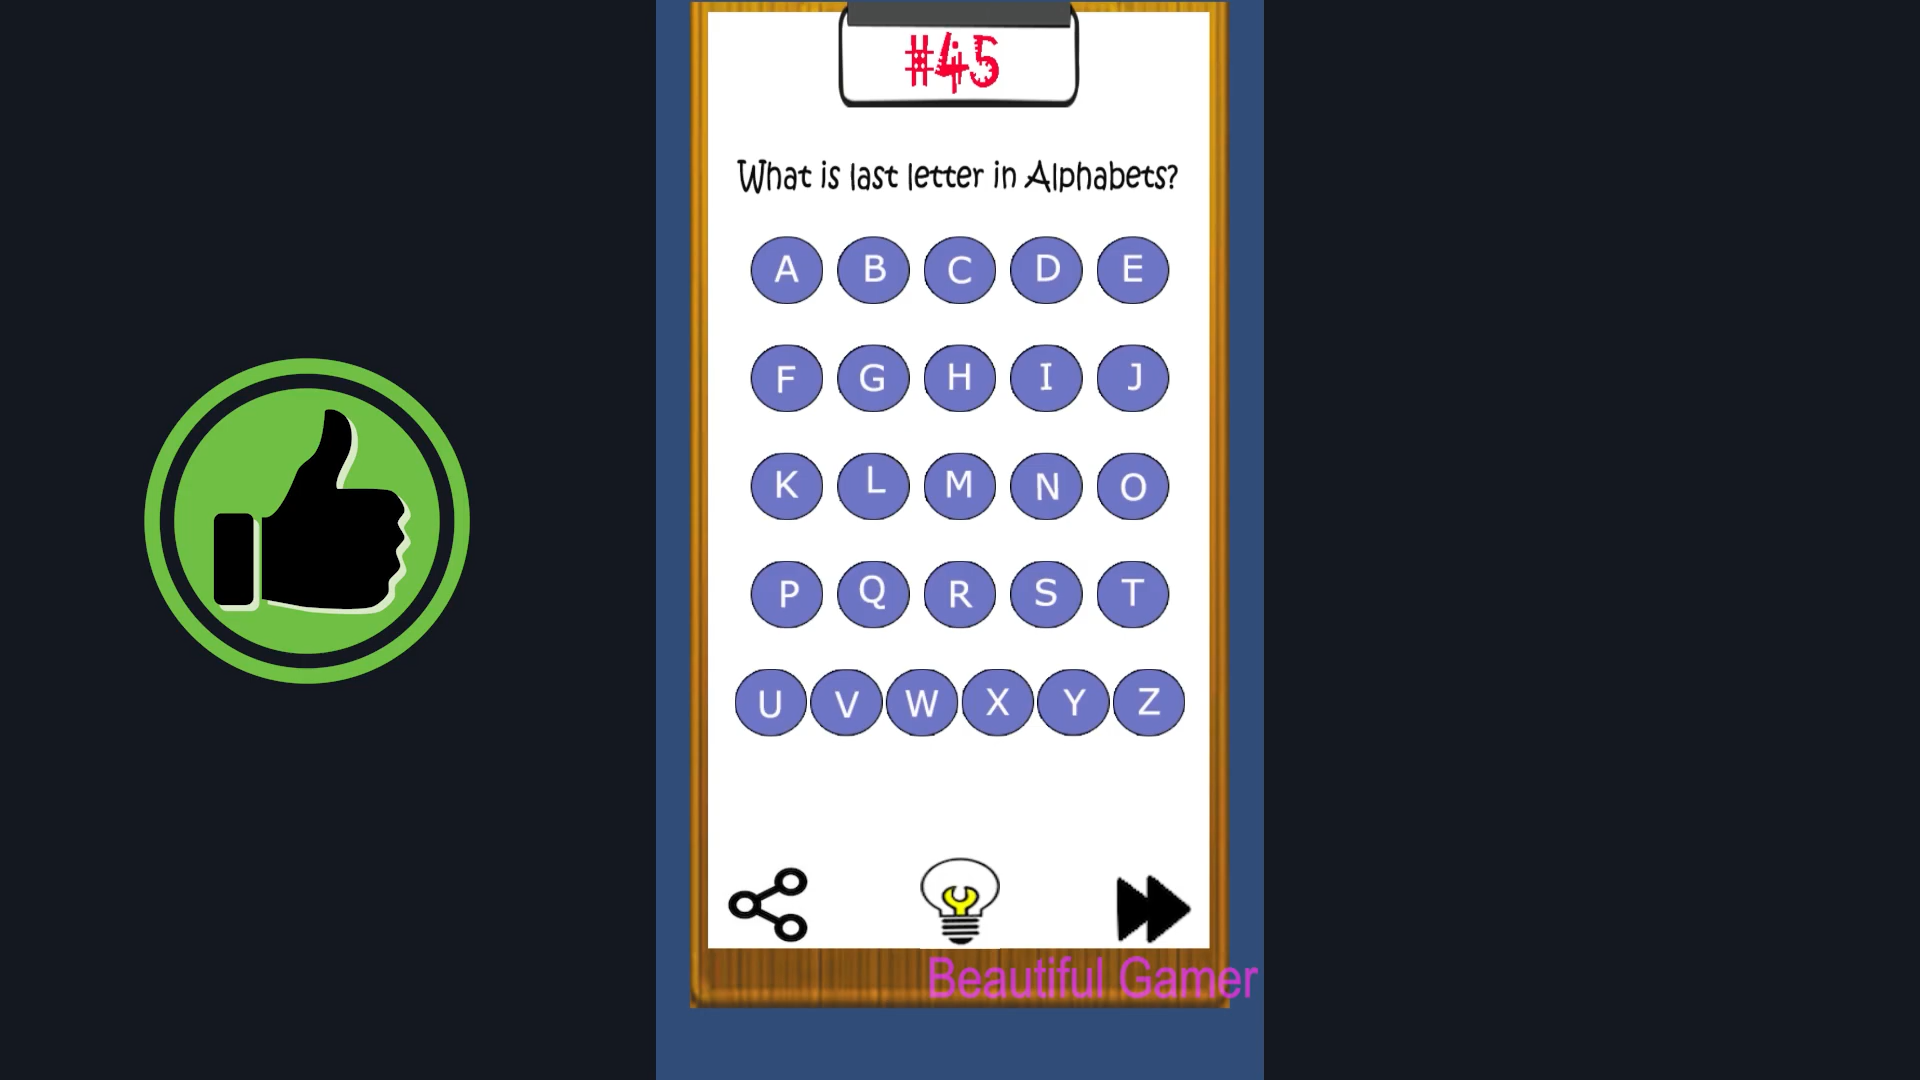 #45
What is last letter in Alphabets?
A B C D E
F G H I J
K L M N O
P Q R S T
U V W X Y Z
Beautiful Gamer